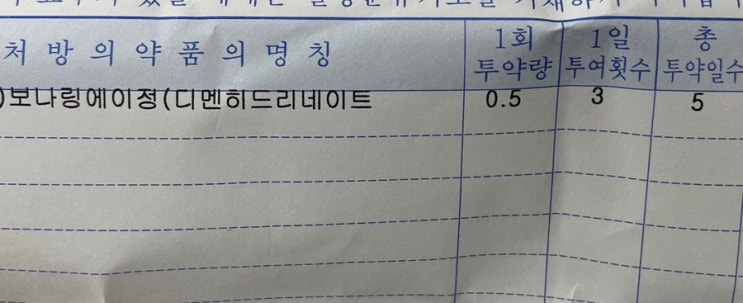 처 방 의 약 품 의 명 칭
1회 투약량
1일 투여횟수
총 투약일수
)보나링에이정(디멘히드리네이트 0.5 3 5